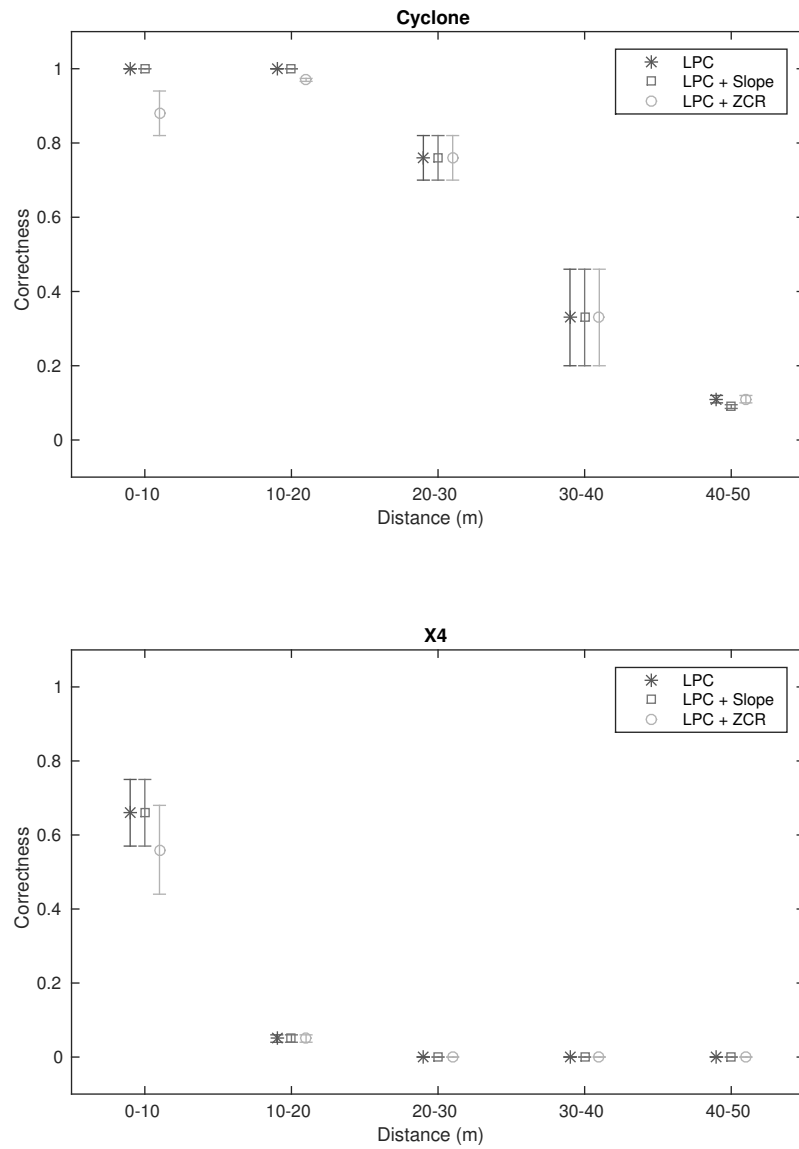 Cyclone
LPC
LPC + Slope
LPC + ZCR
1
0.8
0.6
0.4
0.2
0
Correctness
0-10 10-20 20-30 30-40 40-50
Distance (m)
X4
LPC
LPC + Slope
LPC + ZCR
1
0.8
0.6
0.4
0.2
0
Correctness
0-10 10-20 20-30 30-40 40-50
Distance (m)